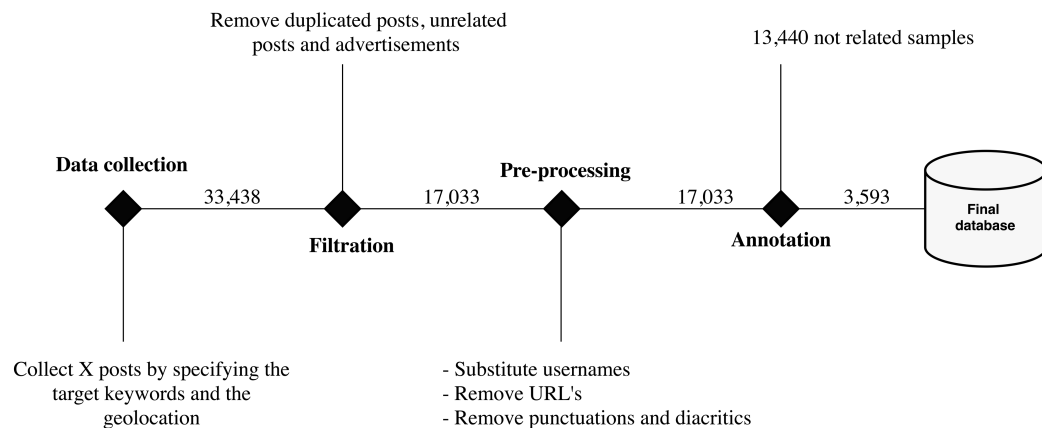 Remove duplicated posts, unrelated
posts and advertisements
13,440 not related samples
Data collection
Pre-processing
33,438
17,033
17,033
3,593
Filtration
Annotation
Final
database
Collect X posts by specifying the
target keywords and the
geolocation
- Substitute usernames
- Remove URL's
- Remove punctuations and diacritics